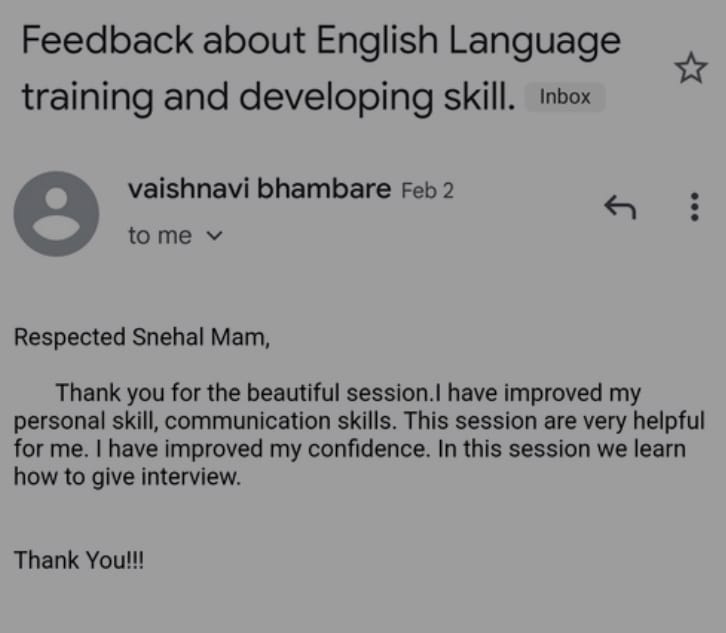 Feedback about English Language
training and developing skill. Inbox
vaishnavi bhambare Feb 2
to me
Respected Snehal Mam,
Thank you for the beautiful session.I have improved my
personal skill, communication skills. This session are very helpful
for me. I have improved my confidence. In this session we learn
how to give interview.
Thank You!!!